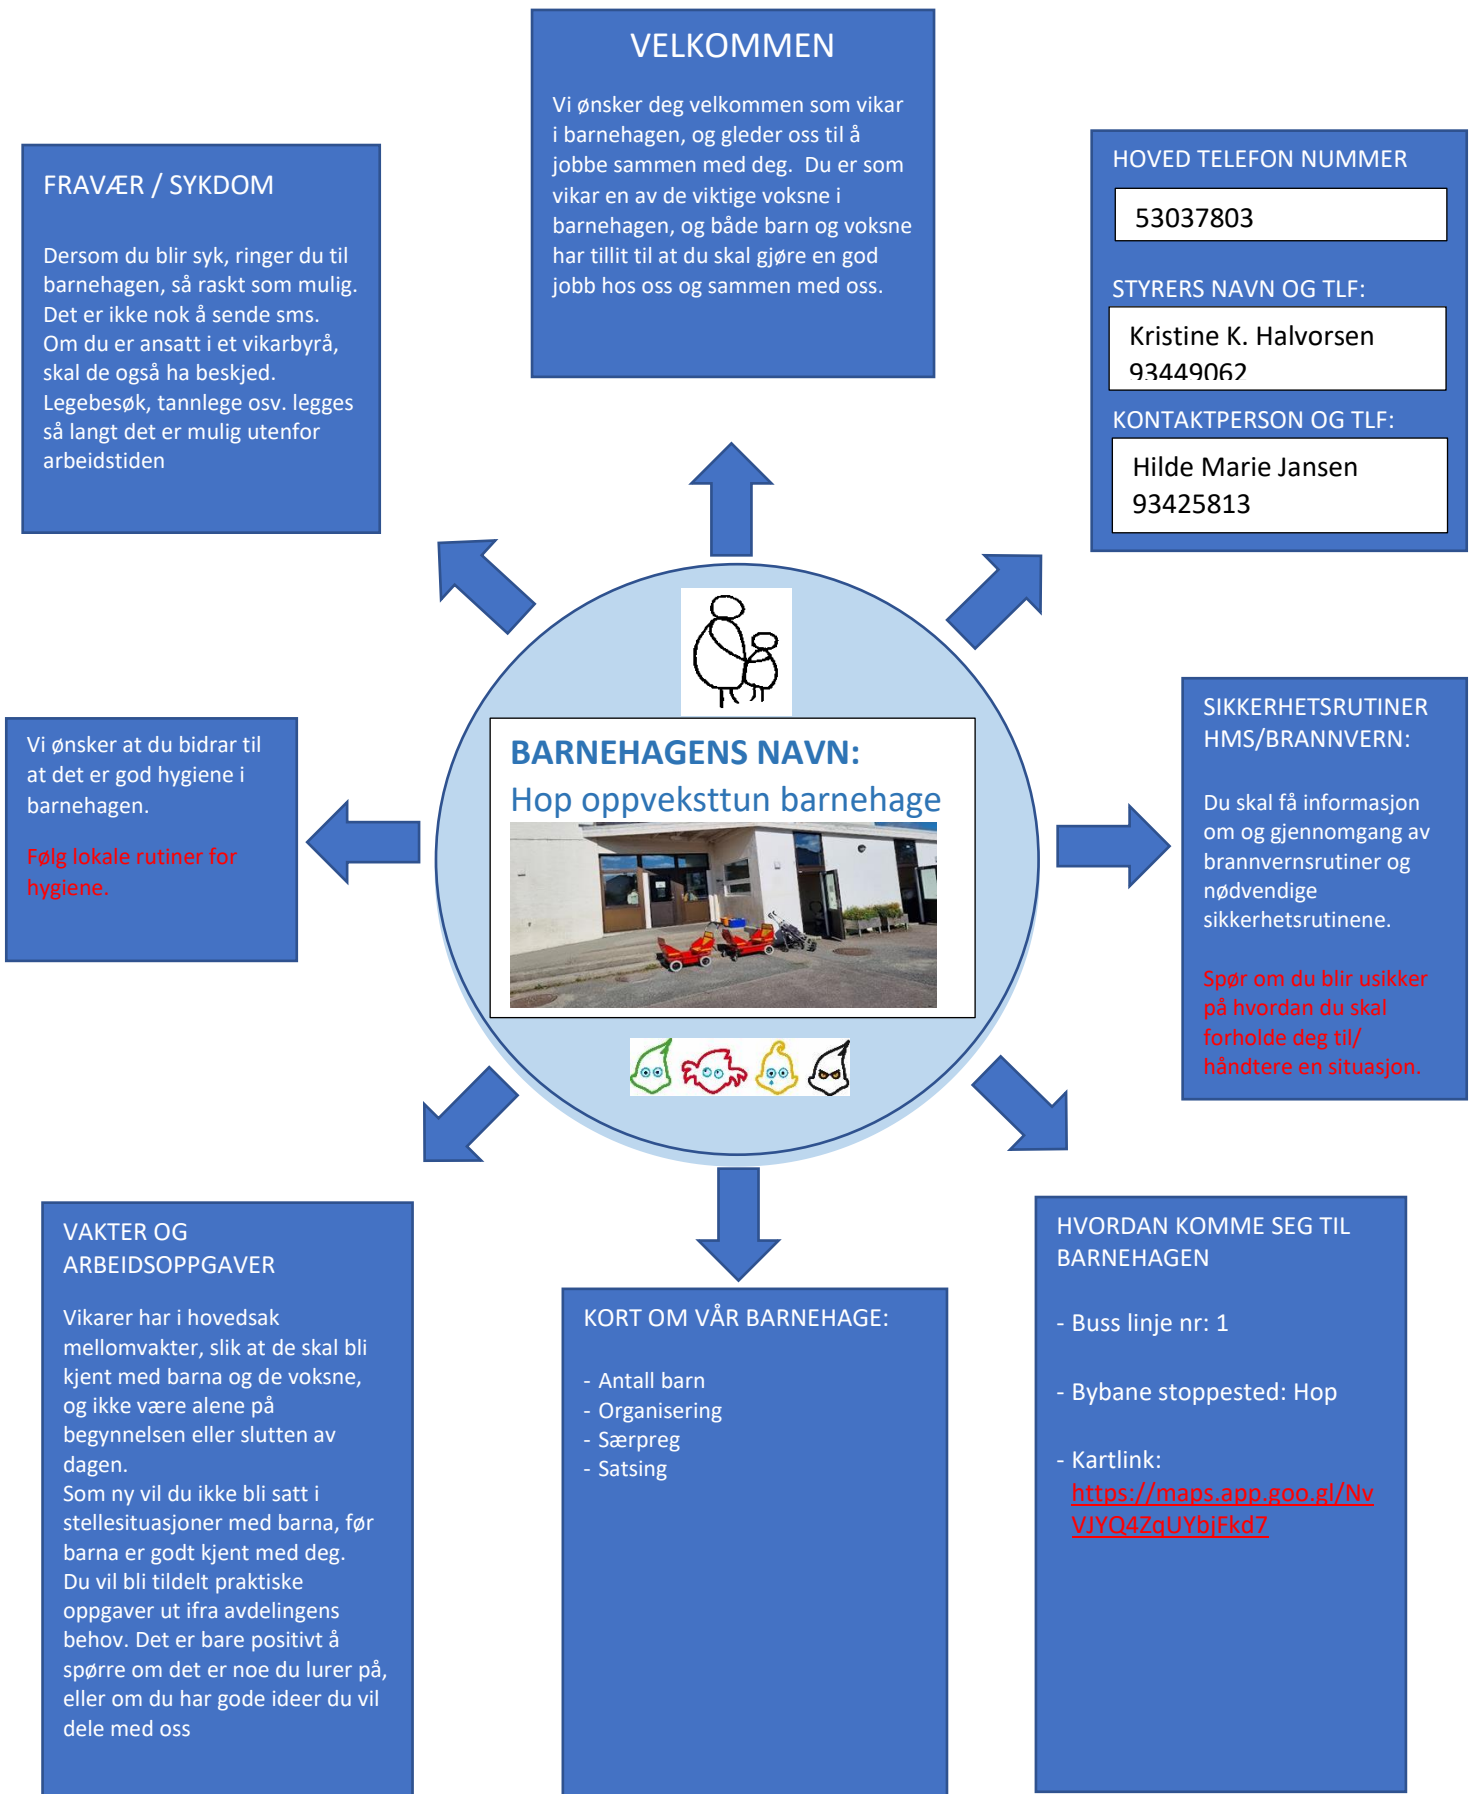 VELKOMMEN
Vi ønsker deg velkommen som vikar
i barnehagen, og gleder oss til å
jobbe sammen med deg.  Du er som
vikar en av de viktige voksne i
barnehagen, og både barn og voksne
har tillit til at du skal gjøre en god
jobb hos oss og sammen med oss.
FRAVÆR / SYKDOM
Dersom du blir syk, ringer du til
barnehagen, så raskt som mulig.
Det er ikke nok å sende sms.
Om du er ansatt i et vikarbyrå,
skal de også ha beskjed.
Legebesøk, tannlege osv. legges
så langt det er mulig utenfor
arbeidstiden
HOVED TELEFON NUMMER
53037803
STYRERS NAVN OG TLF:
Kristine K. Halvorsen
93449062
KONTAKTPERSON OG TLF:
Hilde Marie Jansen
93425813
Vi ønsker at du bidrar til
at det er god hygiene i
barnehagen.
Følg lokale rutiner for
hygiene.
BARNEHAGENS NAVN:
Hop oppveksttun barnehage
SIKKERHETSRUTINER
HMS/BRANNVERN:
Du skal få informasjon
om og gjennomgang av
brannvernsrutiner og
nødvendige
sikkerhetsrutinene.
Spør om du blir usikker
på hvordan du skal
forholde deg til/
håndtere en situasjon.
VAKTER OG
ARBEIDSOPPGAVER
Vikarer har i hovedsak
mellomvakter, slik at de skal bli
kjent med barna og de voksne,
og ikke være alene på
begynnelsen eller slutten av
dagen.
Som ny vil du ikke bli satt i
stellesituasjoner med barna, før
barna er godt kjent med deg.
Du vil bli tildelt praktiske
oppgaver ut ifra avdelingens
behov. Det er bare positivt å
spørre om det er noe du lurer på,
eller om du har gode ideer du vil
dele med oss
KORT OM VÅR BARNEHAGE:
- Antall barn
- Organisering
- Særpreg
- Satsing
HVORDAN KOMME SEG TIL
BARNEHAGEN
- Buss linje nr: 1
- Bybane stoppested: Hop
- Kartlink:
https://maps.app.goo.gl/Nv
VJYQ4ZqUYbjFkd7